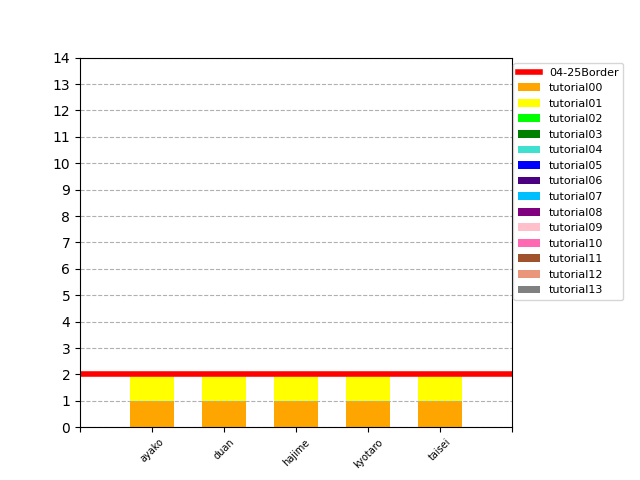 14
13
12
11
10
9
8
7
6
5
4
3
2
1
0
ayako
duan
hajime
kyotaro
taisei
04-25Border
tutorial00
tutorial01
tutorial02
tutorial03
tutorial04
tutorial05
tutorial06
tutorial07
tutorial08
tutorial09
tutorial10
tutorial11
tutorial12
tutorial13